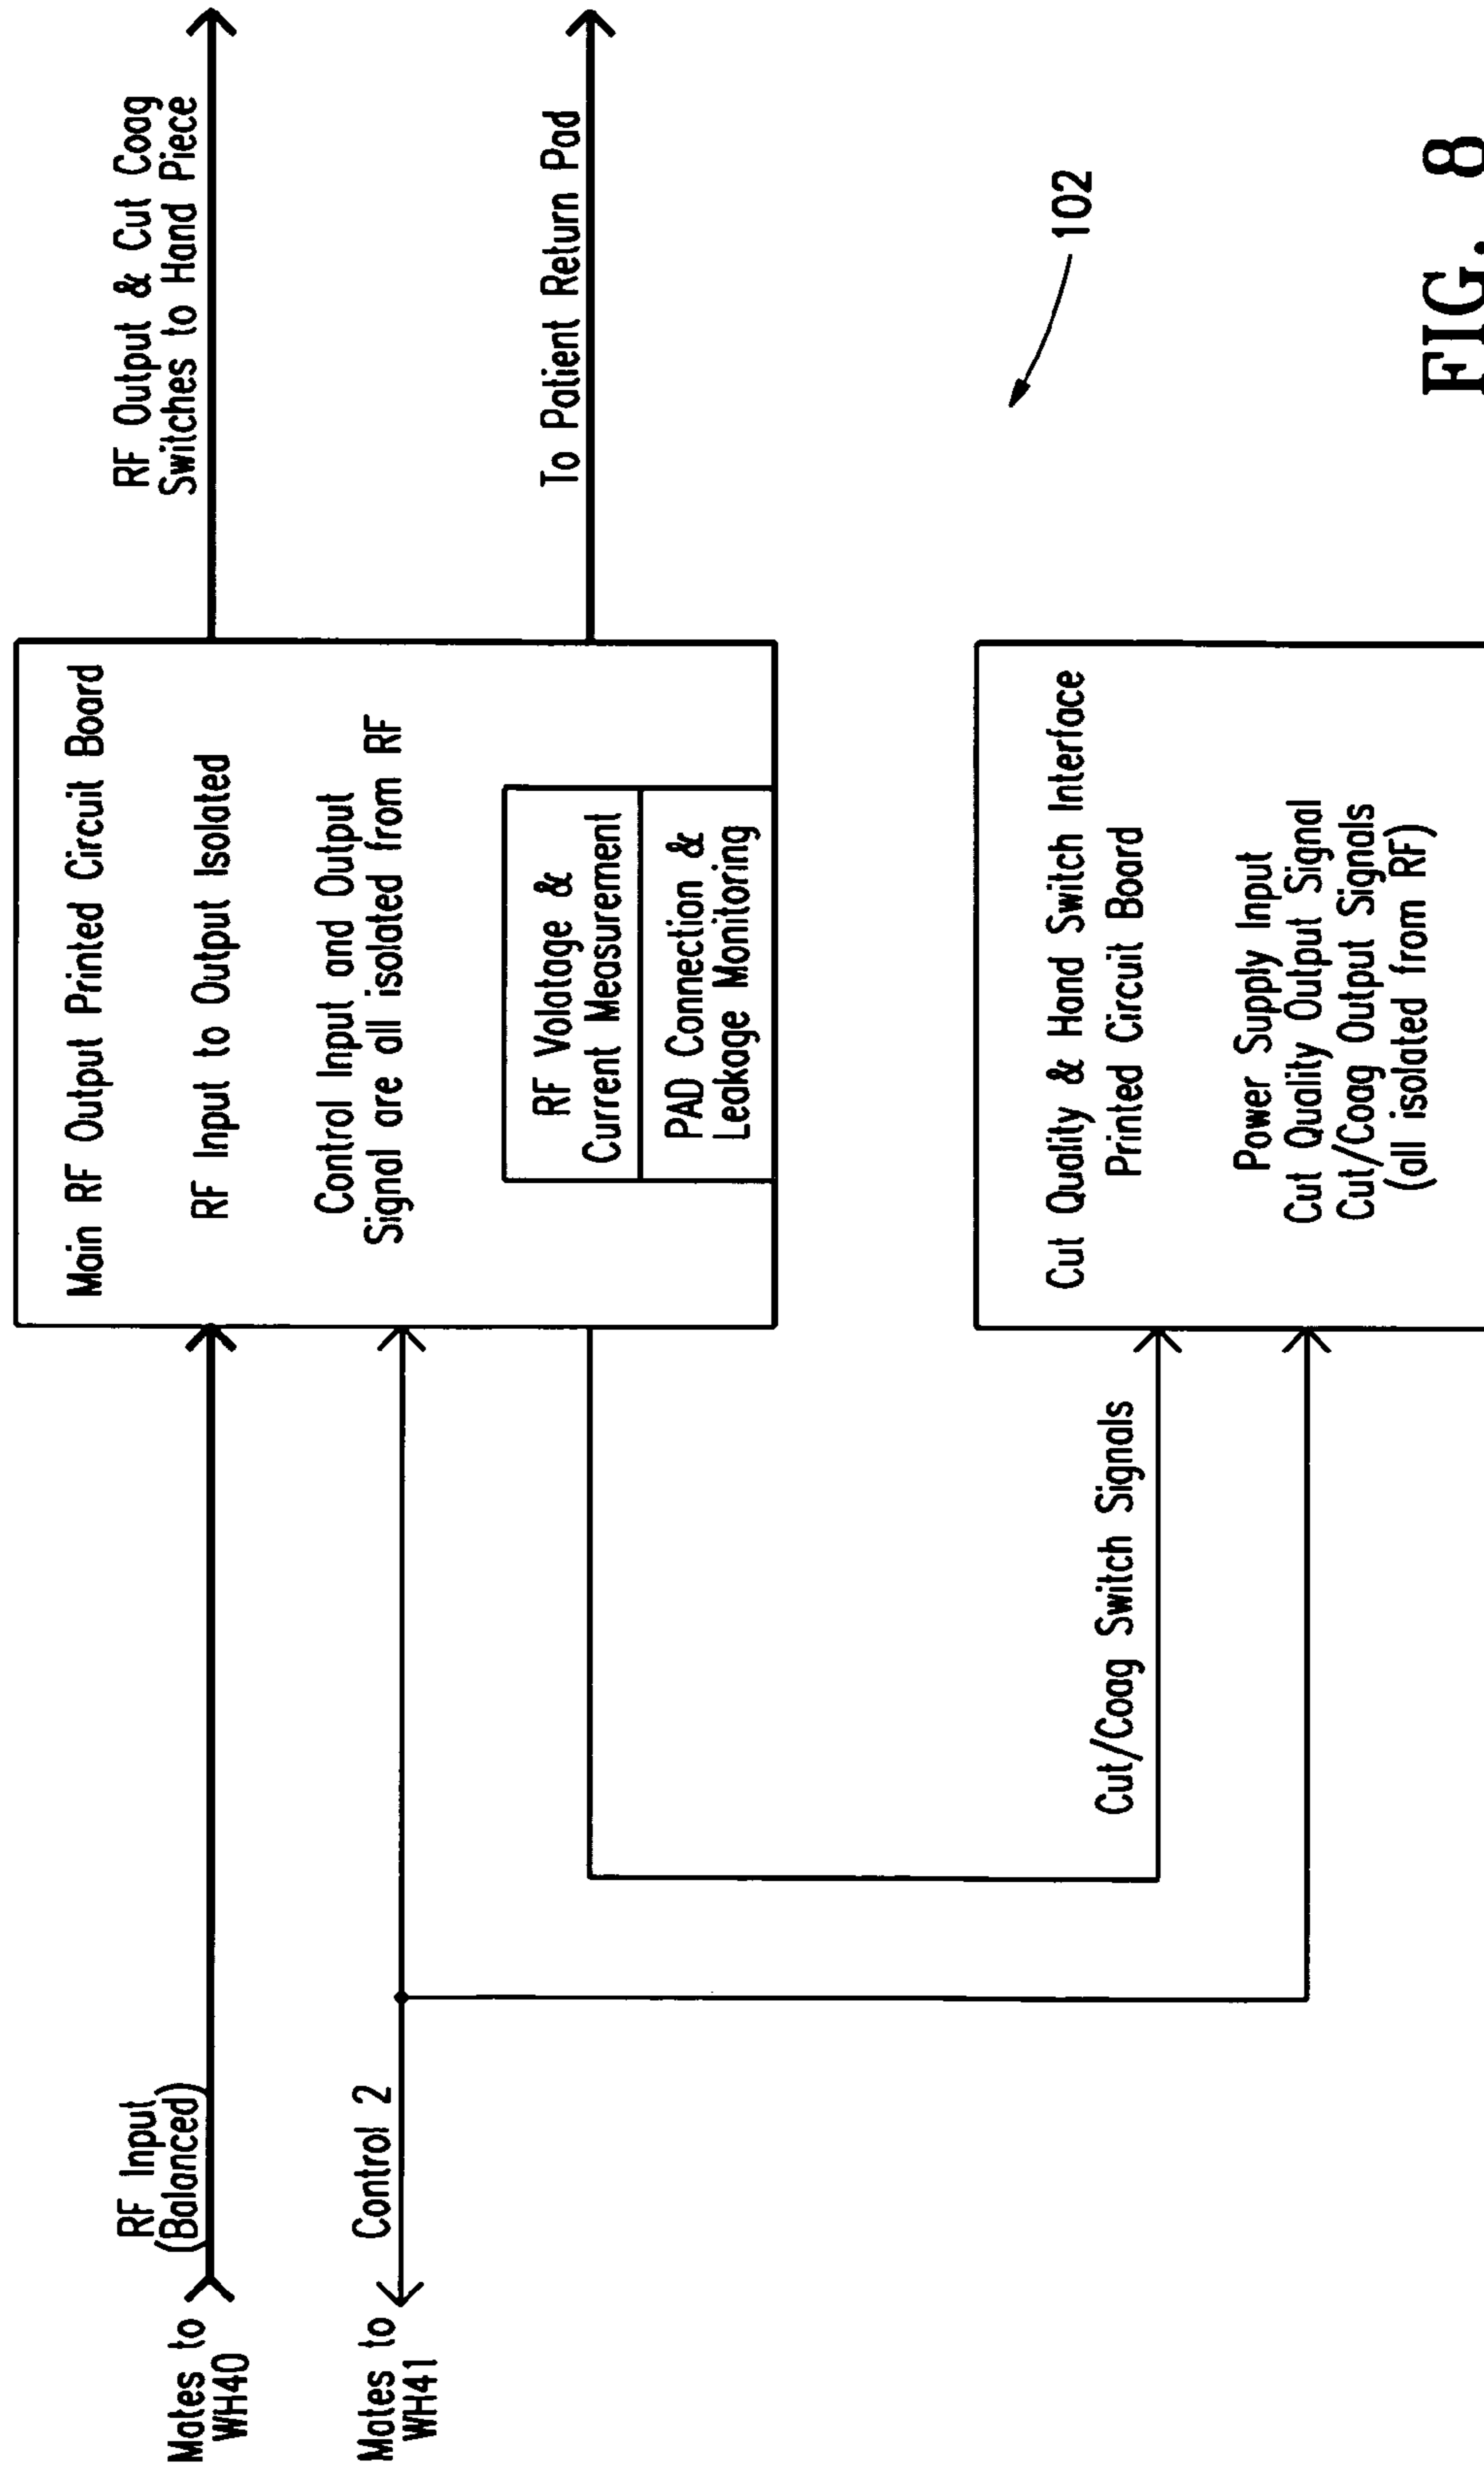 Mates to
WH40
RF Input
(Balanced)
Mates to
WH41
Control 2
Main RF Output Printed Circuit Board
RF Input to Output Isolated
Control Input and Output
Signal are all isolated from RF
RF Volatage &
Current Measurement
PAD Connection &
Leakage Monitoring
RF Output & Cut Coag
Switches to Hand Piece
To Patient Return Pad
Cut/Coag Switch Signals
Cut Quality & Hand Switch Interface
Printed Circuit Board
Power Supply Input
Cut Quality Output Signal
Cut/Coag Output Signals
(all isolated from RF)
102
FIG. 8